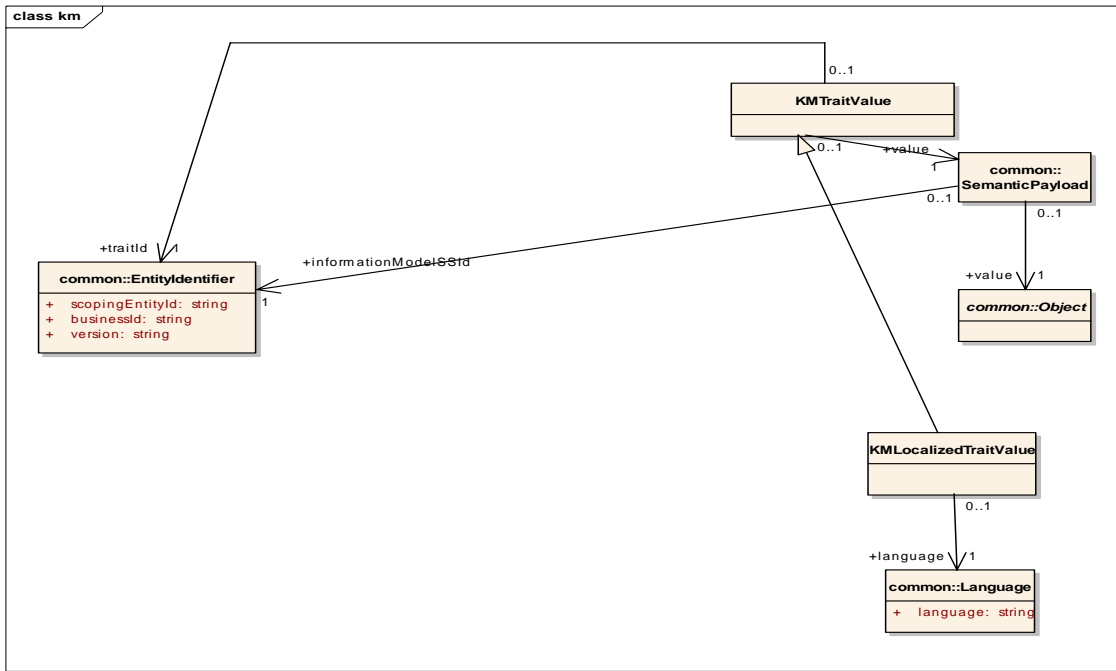 class km
0..1
KMTraitValue
0..1
+value
1
common::
SemanticPayload
0..1
0..1
+traitId
1
+informationModelSSId
1
common::EntityIdentifier
+ scopingEntityId: string
+ businessId: string
+ version: string
+value
1
common::Object
KMLocalizedTraitValue
0..1
+language
1
common::Language
+ language: string